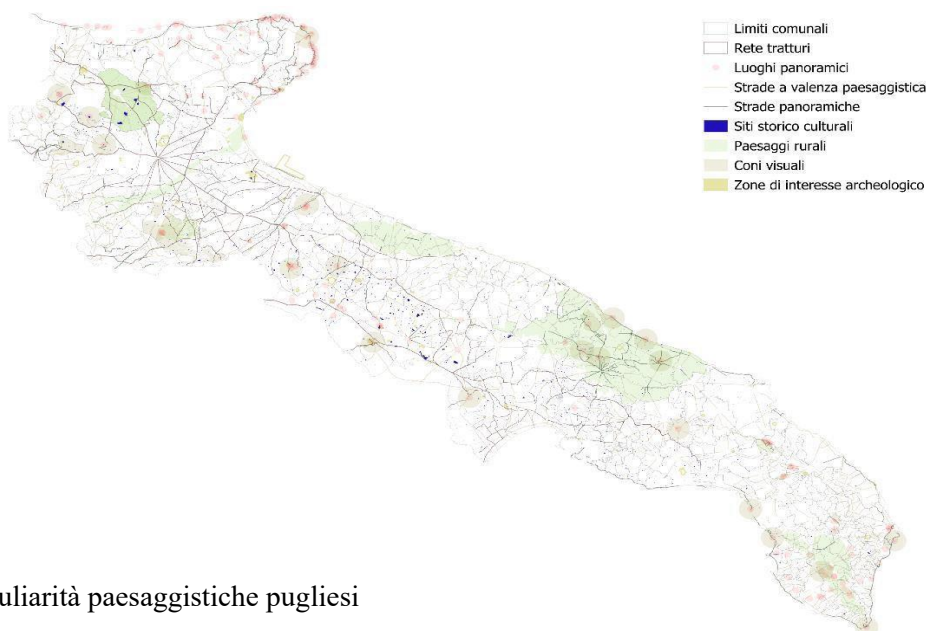 Limiti comunali
Rete tratturi
Luoghi panoramici
Strade a valenza paesaggistica
Strade panoramiche
Siti storico culturali
Paesaggi rurali
Coni visuali
Zone di interesse archeologico
uliarità paesaggistiche pugliesi